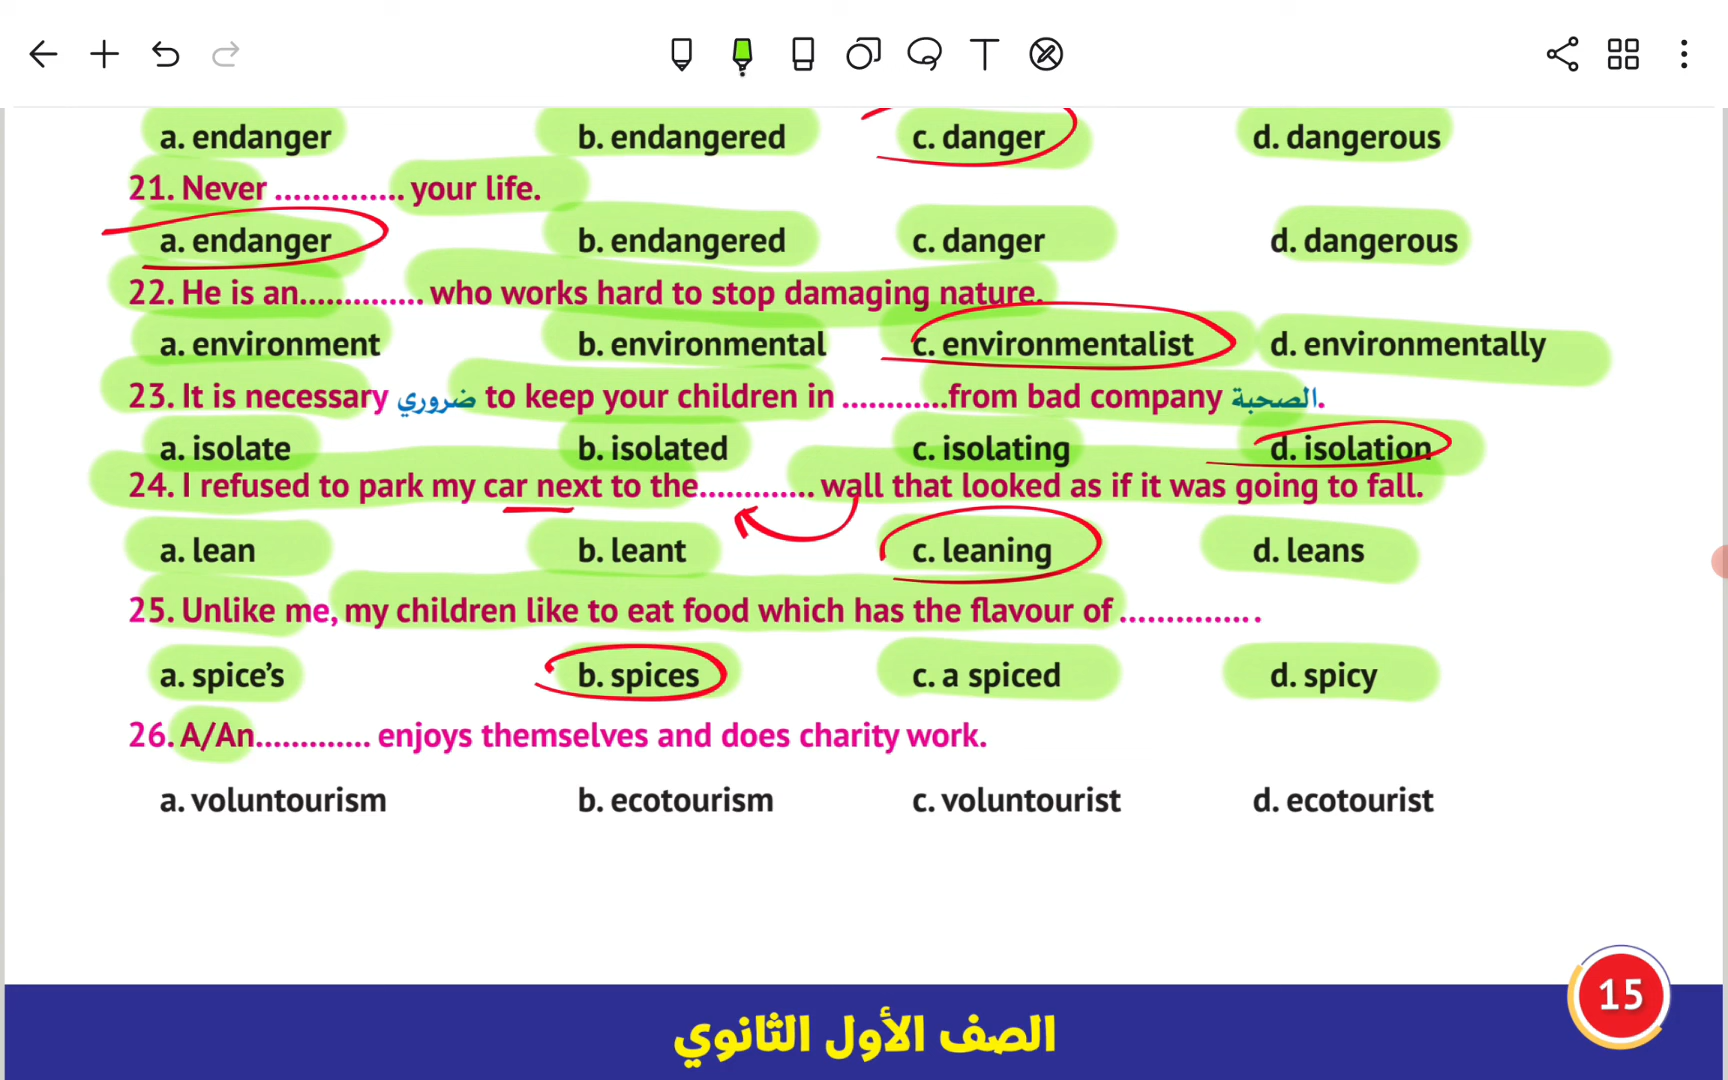 a. endanger b. endangered c. danger d. dangerous
21. Never .............. your life.
a. endanger b. endangered c. danger d. dangerous
22. He is an.............. who works hard to stop damaging nature.
a. environment b. environmental c. environmentalist d. environmentally
23. It is necessary ضروري to keep your children in ............from bad company الصحبة.
a. isolate b. isolated c. isolating d. isolation
24. I refused to park my car next to the............. wall that looked as if it was going to fall.
a. lean b. leant c. leaning d. leans
25. Unlike me, my children like to eat food which has the flavour of ...............
a. spice's b. spices c. a spiced d. spicy
26. A/An............. enjoys themselves and does charity work.
a. voluntourism b. ecotourism c. voluntourist d. ecotourist
15
الصف الأول الثانوي